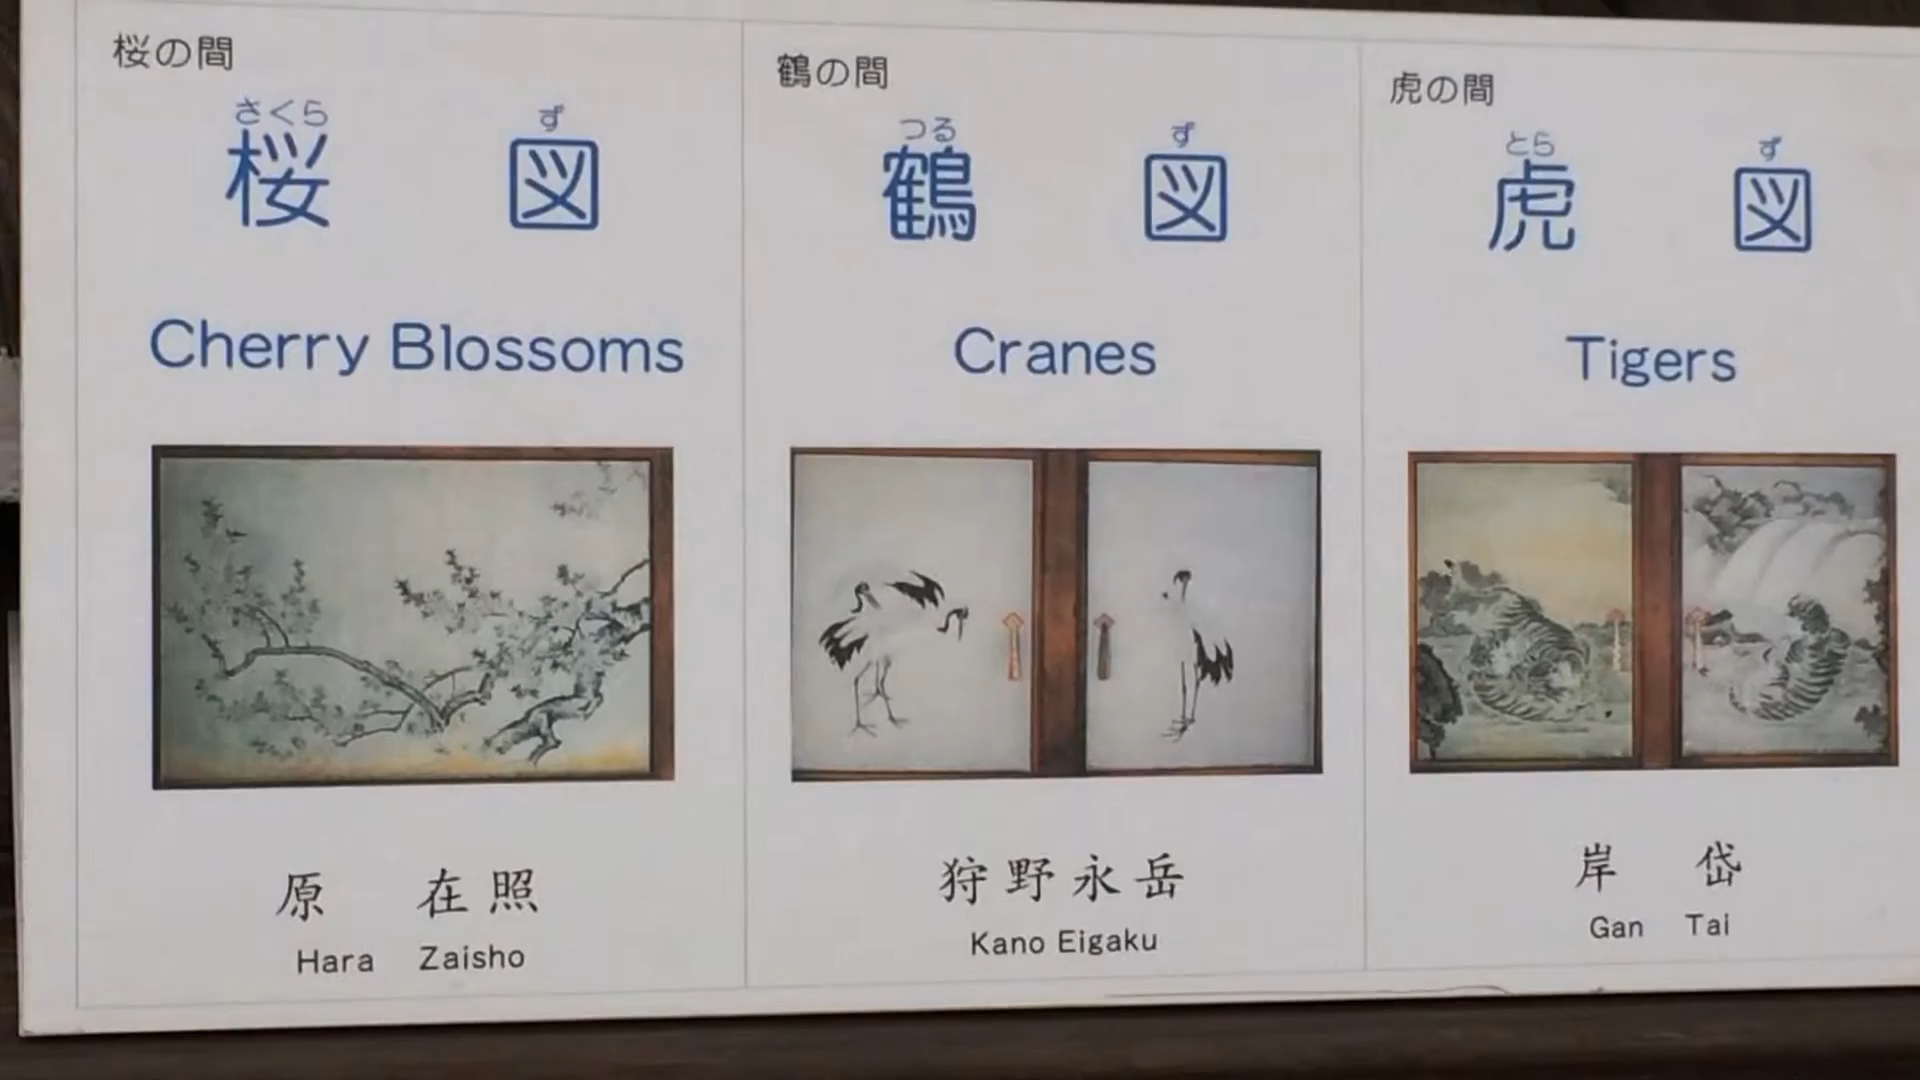 桜の間
さくら ず
桜 図
Cherry Blossoms
原 在照
Hara Zaisho
鶴の間
つる ず
鶴 図
Cranes
狩野永岳
Kano Eigaku
虎の間
とら ず
虎 図
Tigers
岸 岱
Gan Tai